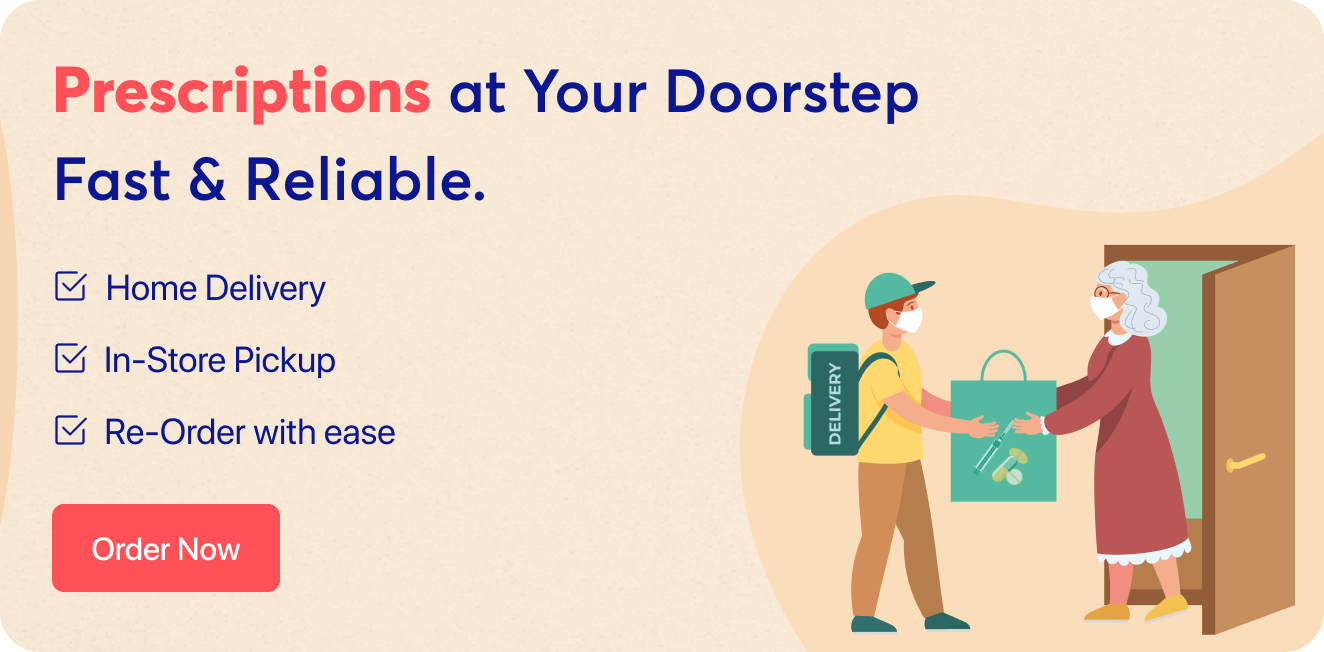 Prescriptions at Your Doorstep
Fast & Reliable.
Home Delivery
In-Store Pickup
Re-Order with ease
Order Now
DELIVERY